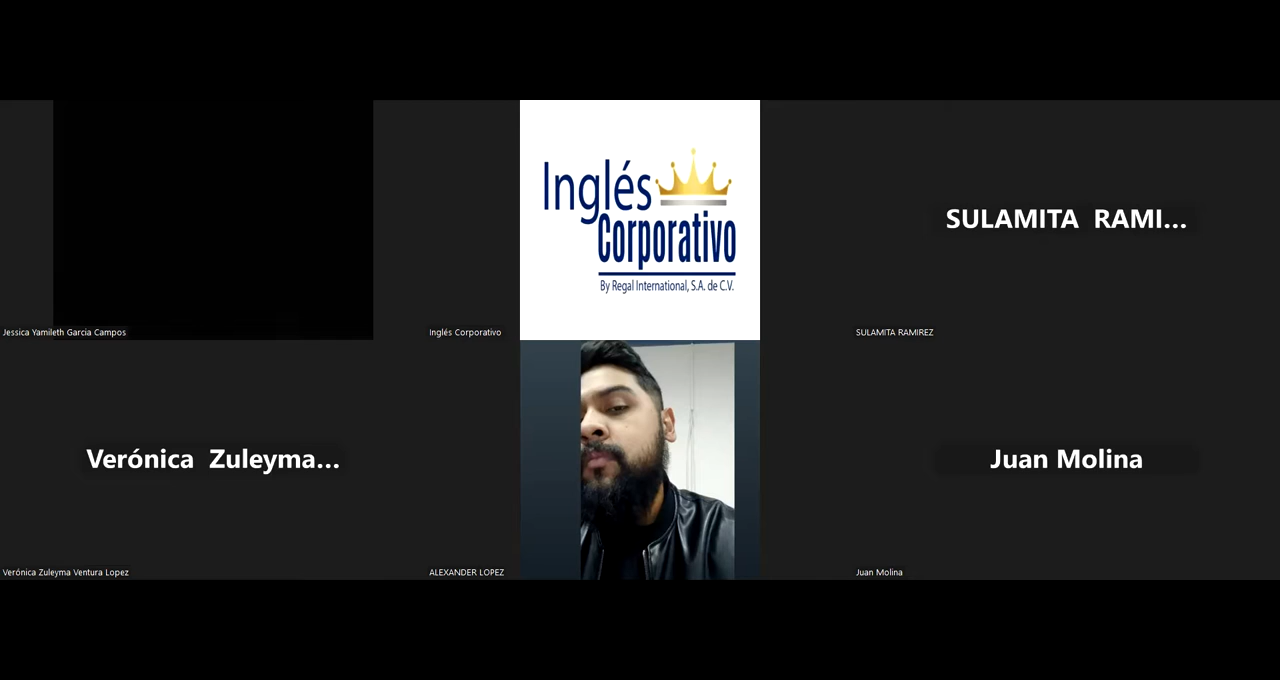 Inglés
Corporativo
By Regal International, S.A. de C.V.
SULAMITA RAMI...
Jessica Yamileth Garcia Campos
Inglés Corporativo
SULAMITA RAMIREZ
Verónica Zuleyma...
Juan Molina
Verónica Zuleyma Ventura Lopez
ALEXANDER LOPEZ
Juan Molina